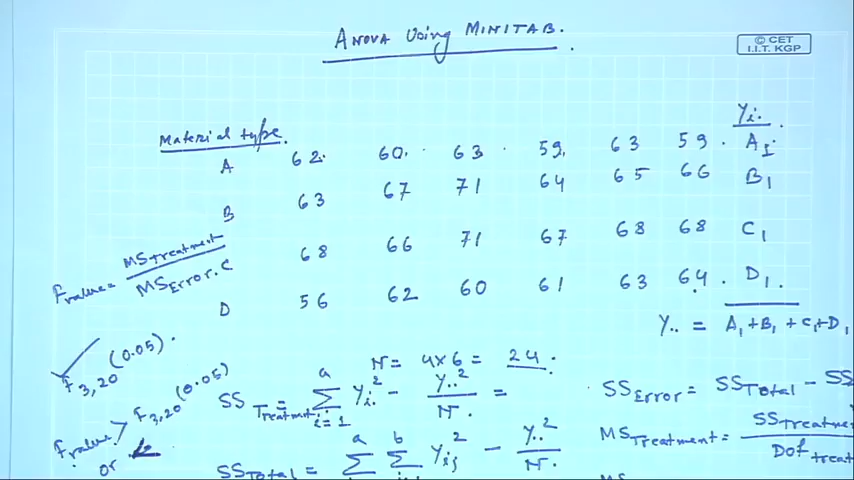 ANOVA Using MINITAB.
© CET
I.I.T. KGP
Material type.
Yi.
A 62. 60. 63. 59. 63 59. A1.
B 63 67 71 64 65 66 B1
C 68 66 71 67 68 68 C1
D 56 62 60 61 63 64. D1.
Fvalue = MSTreatment / MSError.
Y.. = A1+B1+C1+D1
F3,20 (0.05).
N = 4x6 = 24.
SSTreatment = Σ i=1 a Yi.² - Y..² / N. =
SSError = SSTotal - SS
Fvalue > F3,20 (0.05)
or
MSTreatment = SSTreatment / Dof treat
SSTotal = Σ a Σ b Yij² - Y..² / N.
MS